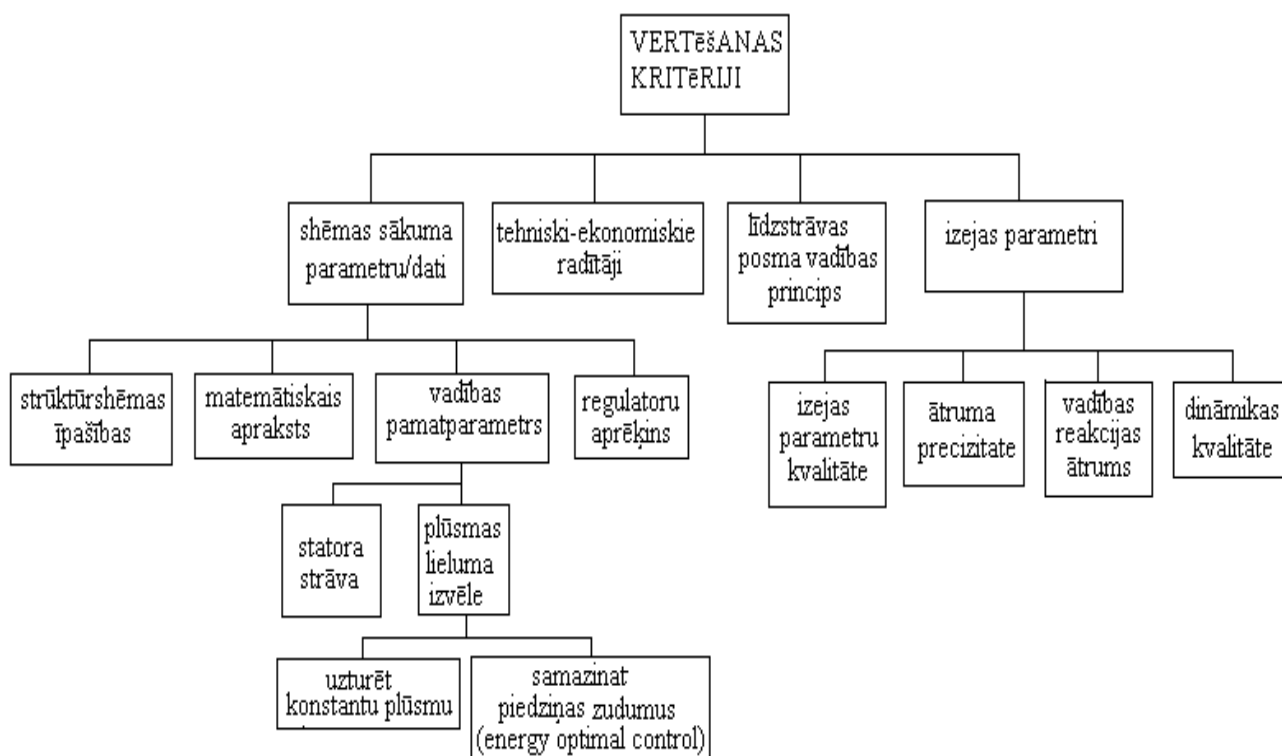 VERTēšANAS
KRITēRIJI
shēmas sākuma
parametru/dati
tehniski-ekonomiskie
radītāji
līdzstrāvas
posma vadības
princips
izejas parametri
strūktūrshēmas
īpašības
matemātiskais
apraksts
vadības
pamatparametrs
regulatoru
aprēķins
izejas
parametru
kvalitāte
ātruma
precizitate
vadības
reakcijas
ātrums
dināmikas
kvalitāte
statora
strāva
plūsmas
lieluma
izvēle
uzturēt
konstantu plūsmu
samazinat
piedziņas zudumus
(energy optimal control)